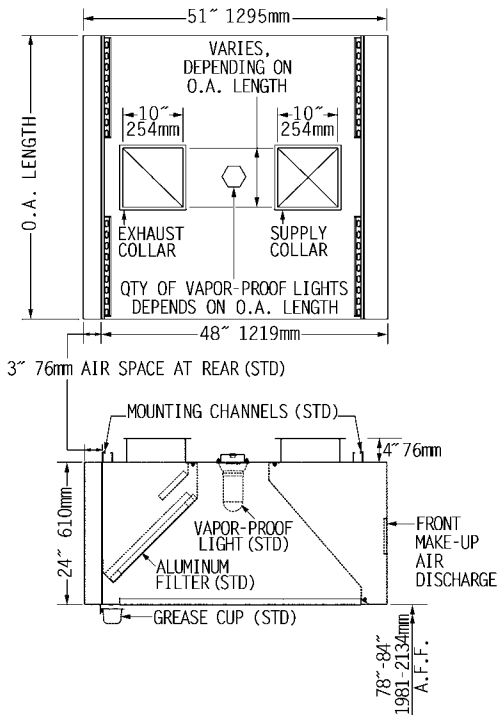 51" 1295mm
VARIES,
DEPENDING ON
O.A. LENGTH
10"
254mm
10"
254mm
O.A. LENGTH
EXHAUST
COLLAR
SUPPLY
COLLAR
QTY OF VAPOR-PROOF LIGHTS
DEPENDS ON O.A. LENGTH
48" 1219mm
3" 76mm AIR SPACE AT REAR (STD)
MOUNTING CHANNELS (STD)
4" 76mm
24" 610mm
VAPOR-PROOF
LIGHT (STD)
ALUMINUM
FILTER (STD)
FRONT
MAKE-UP
AIR
DISCHARGE
GREASE CUP (STD)
78"-84"
1981-2134mm
A.F.F.